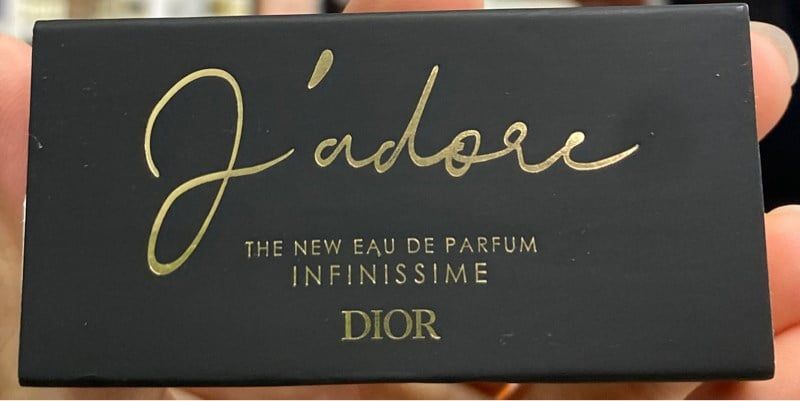 J'adore
THE NEW EAU DE PARFUM
INFINISSIME
DIOR